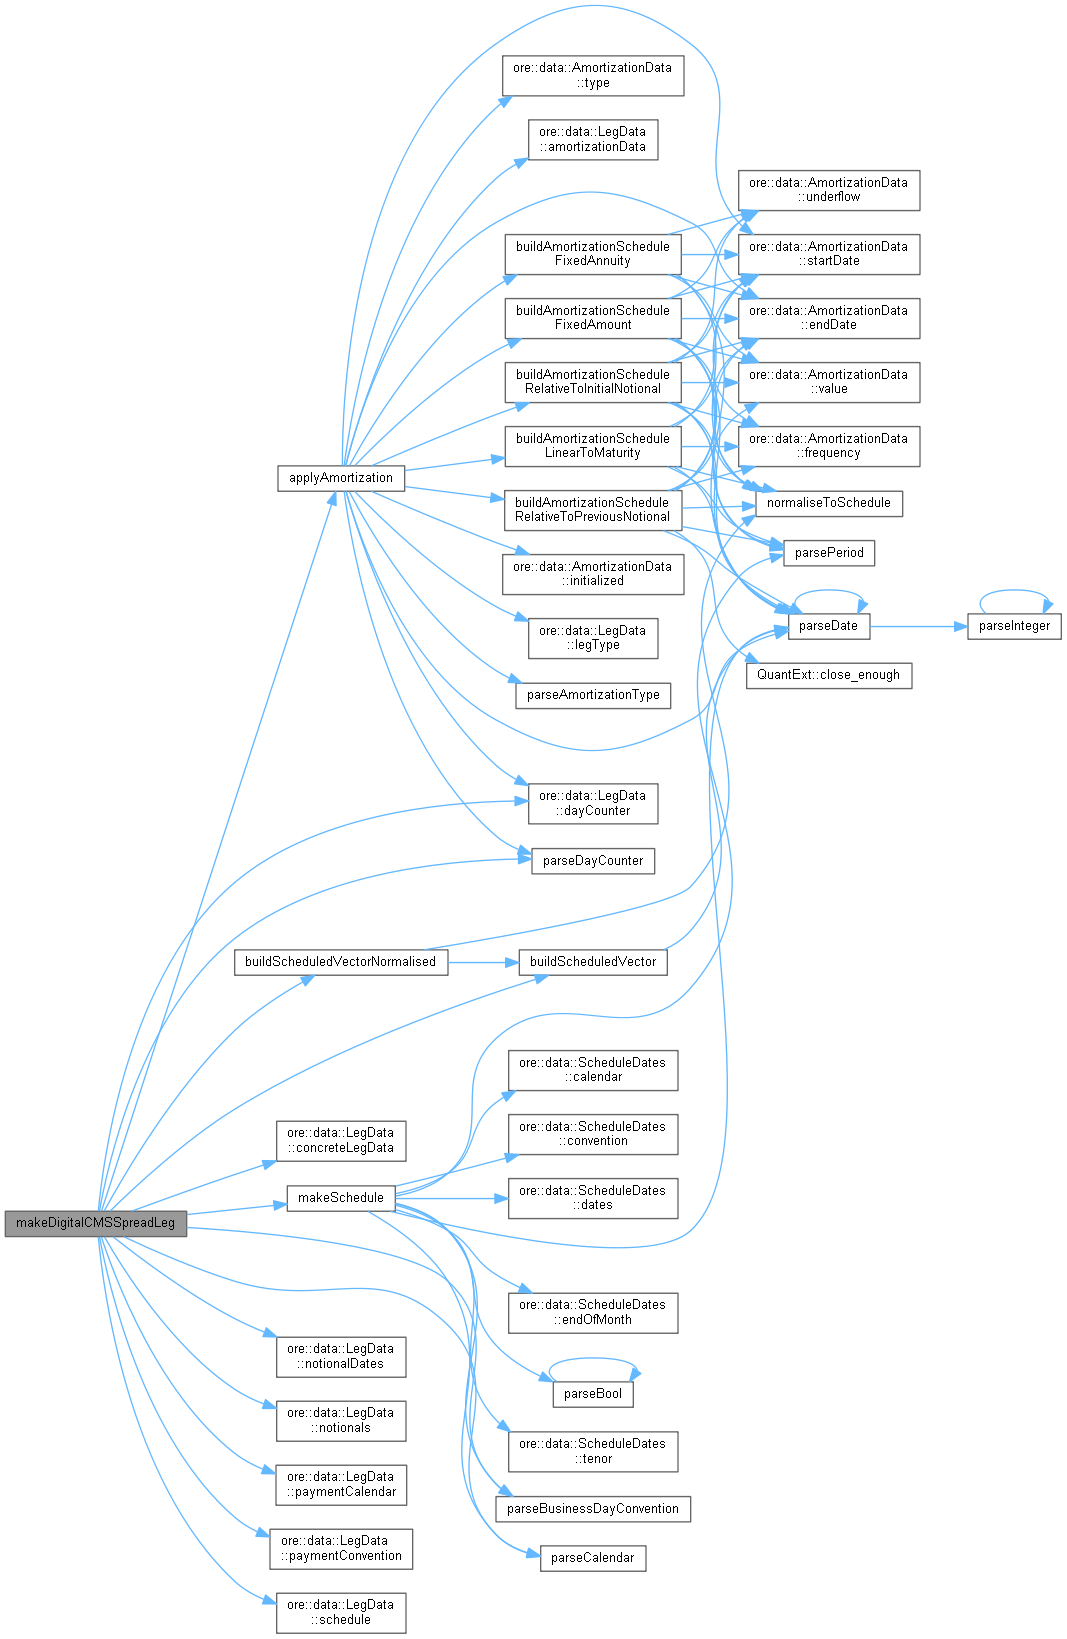 ore::data::AmortizationData
::type
ore::data::LegData
::amortizationData
ore::data::AmortizationData
::underflow
buildAmortizationSchedule
FixedAnnuity
ore::data::AmortizationData
::startDate
buildAmortizationSchedule
FixedAmount
ore::data::AmortizationData
::endDate
buildAmortizationSchedule
RelativeToInitialNotional
ore::data::AmortizationData
::value
buildAmortizationSchedule
LinearToMaturity
ore::data::AmortizationData
::frequency
applyAmortization
buildAmortizationSchedule
RelativeToPreviousNotional
normaliseToSchedule
parsePeriod
ore::data::AmortizationData
::initialized
ore::data::LegData
::legType
parseDate
parseInteger
QuantExt::close_enough
parseAmortizationType
ore::data::LegData
::dayCounter
parseDayCounter
buildScheduledVectorNormalised
buildScheduledVector
ore::data::ScheduleDates
::calendar
ore::data::LegData
::concreteLegData
ore::data::ScheduleDates
::convention
makeSchedule
ore::data::ScheduleDates
::dates
makeDigitalCMSSpreadLeg
ore::data::ScheduleDates
::endOfMonth
ore::data::LegData
::notionalDates
parseBool
ore::data::LegData
::notionals
ore::data::ScheduleDates
::tenor
ore::data::LegData
::paymentCalendar
parseBusinessDayConvention
ore::data::LegData
::paymentConvention
parseCalendar
ore::data::LegData
::schedule